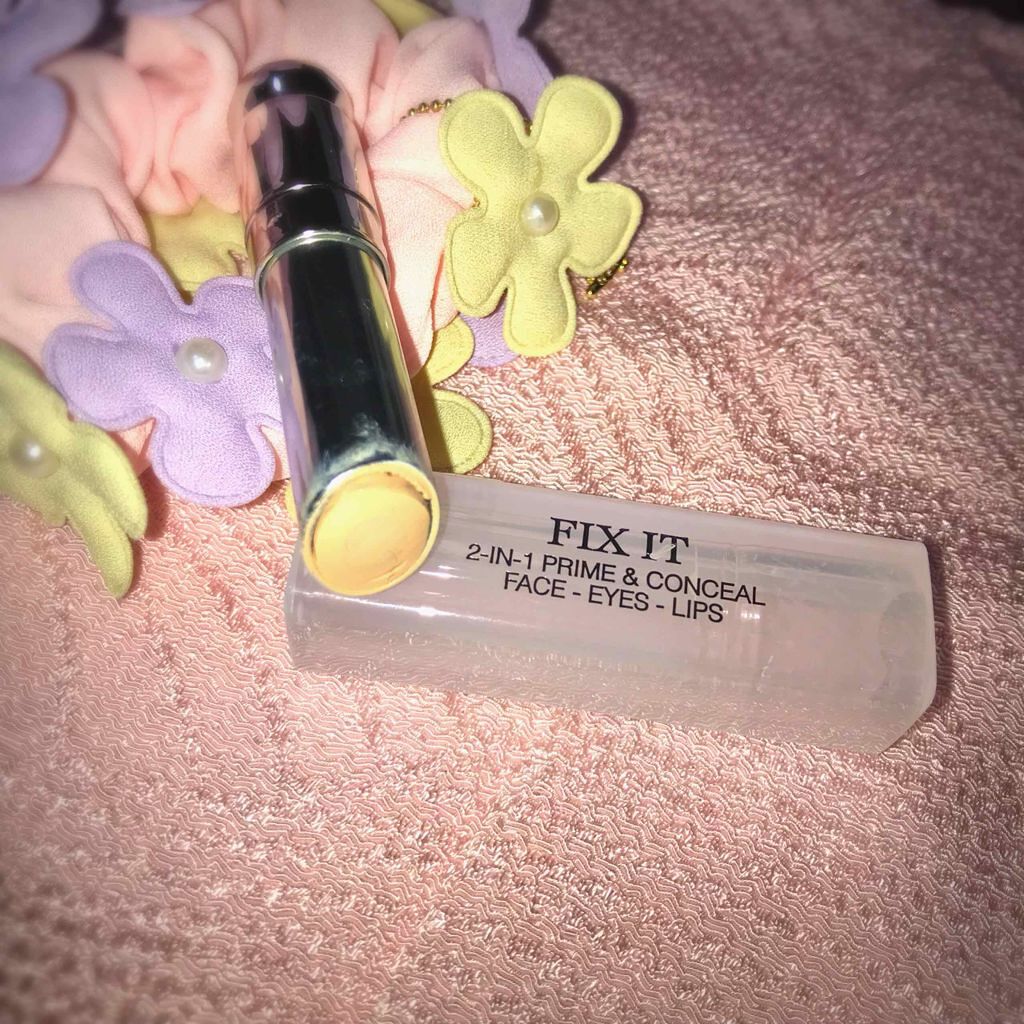 FIX IT
2-IN-1 PRIME & CONCEAL
FACE - EYES - LIPS